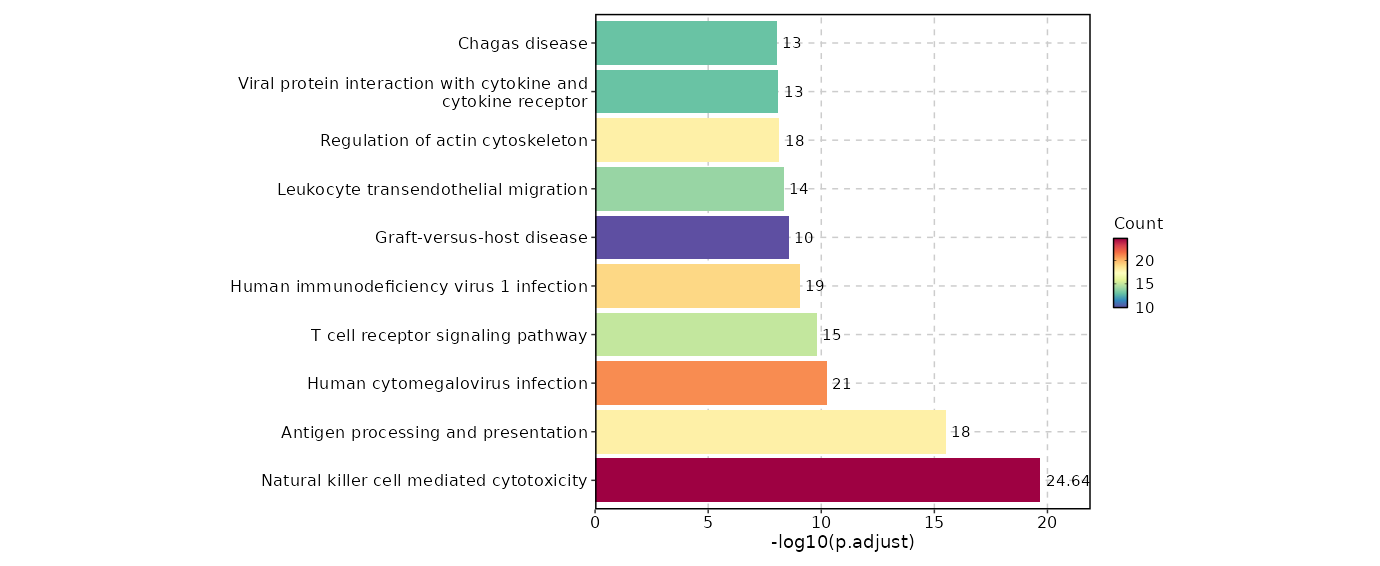 Chagas disease
13
Viral protein interaction with cytokine and
cytokine receptor
13
Regulation of actin cytoskeleton
18
Leukocyte transendothelial migration
14
Graft-versus-host disease
10
Human immunodeficiency virus 1 infection
19
T cell receptor signaling pathway
15
Human cytomegalovirus infection
21
Antigen processing and presentation
18
Natural killer cell mediated cytotoxicity
24.64
0 5 10 15 20
-log10(p.adjust)
Count
20
15
10